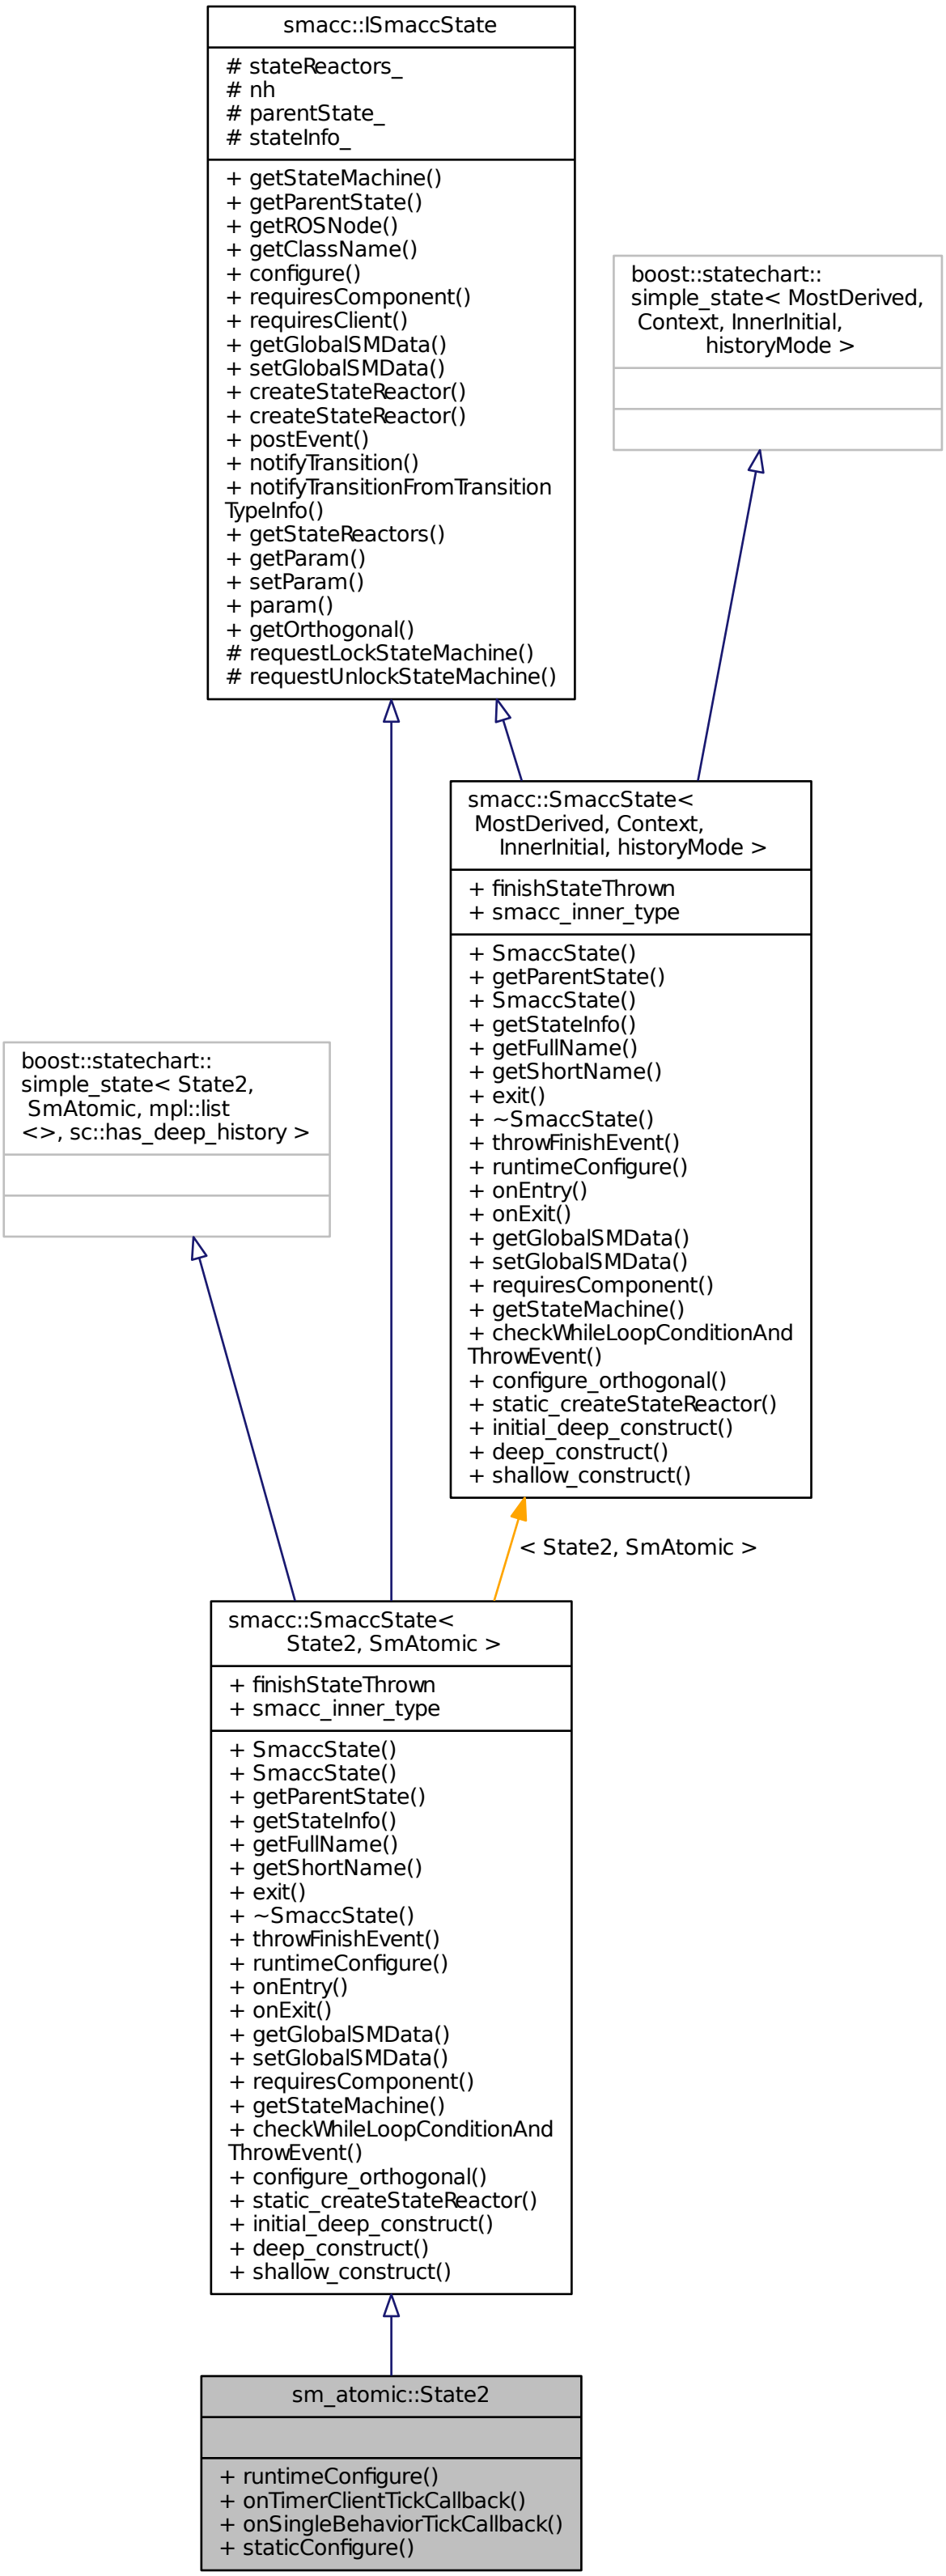 smacc::ISmaccState
# stateReactors_
# nh
# parentState_
# stateInfo_
+ getStateMachine()
+ getParentState()
+ getROSNode()
+ getClassName()
+ configure()
+ requiresComponent()
+ requiresClient()
+ getGlobalSMData()
+ setGlobalSMData()
+ createStateReactor()
+ createStateReactor()
+ postEvent()
+ notifyTransition()
+ notifyTransitionFromTransition
TypeInfo()
+ getStateReactors()
+ getParam()
+ setParam()
+ param()
+ getOrthogonal()
# requestLockStateMachine()
# requestUnlockStateMachine()
boost::statechart::
simple_state< MostDerived,
Context, InnerInitial,
historyMode >
smacc::SmaccState<
MostDerived, Context,
InnerInitial, historyMode >
+ finishStateThrown
+ smacc_inner_type
+ SmaccState()
+ getParentState()
+ SmaccState()
+ getStateInfo()
+ getFullName()
+ getShortName()
+ exit()
+ ~SmaccState()
+ throwFinishEvent()
+ runtimeConfigure()
+ onEntry()
+ onExit()
+ getGlobalSMData()
+ setGlobalSMData()
+ requiresComponent()
+ getStateMachine()
+ checkWhileLoopConditionAnd
ThrowEvent()
+ configure_orthogonal()
+ static_createStateReactor()
+ initial_deep_construct()
+ deep_construct()
+ shallow_construct()
boost::statechart::
simple_state< State2,
SmAtomic, mpl::list
<>, sc::has_deep_history >
< State2, SmAtomic >
smacc::SmaccState<
State2, SmAtomic >
+ finishStateThrown
+ smacc_inner_type
+ SmaccState()
+ SmaccState()
+ getParentState()
+ getStateInfo()
+ getFullName()
+ getShortName()
+ exit()
+ ~SmaccState()
+ throwFinishEvent()
+ runtimeConfigure()
+ onEntry()
+ onExit()
+ getGlobalSMData()
+ setGlobalSMData()
+ requiresComponent()
+ getStateMachine()
+ checkWhileLoopConditionAnd
ThrowEvent()
+ configure_orthogonal()
+ static_createStateReactor()
+ initial_deep_construct()
+ deep_construct()
+ shallow_construct()
sm_atomic::State2
+ runtimeConfigure()
+ onTimerClientTickCallback()
+ onSingleBehaviorTickCallback()
+ staticConfigure()